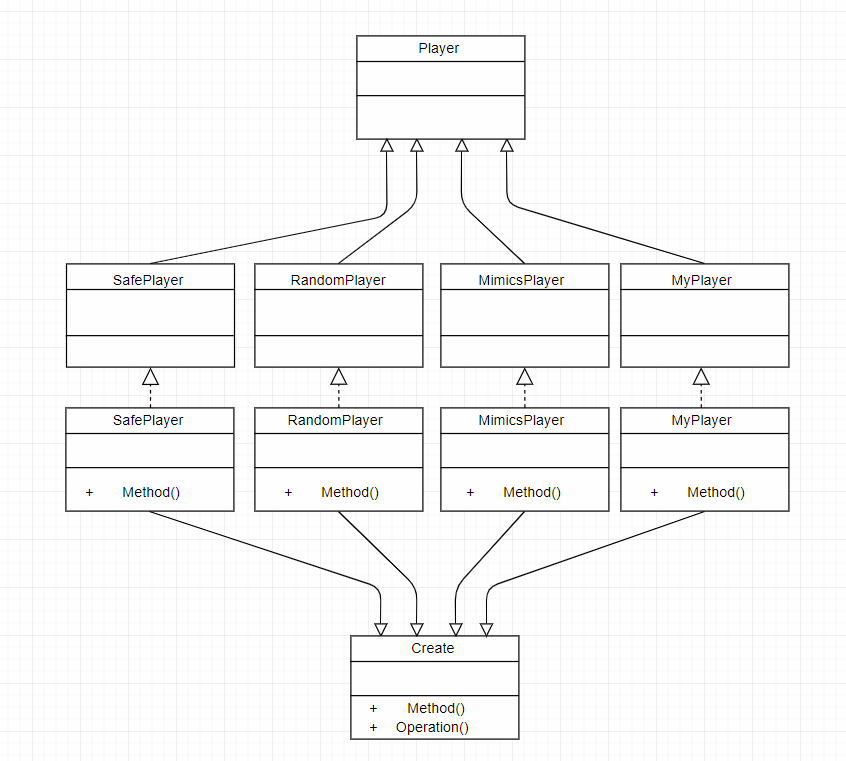 Player
SafePlayer
RandomPlayer
MimicsPlayer
MyPlayer
SafePlayer
RandomPlayer
MimicsPlayer
MyPlayer
+ Method()
+ Method()
+ Method()
+ Method()
Create
+ Method()
+ Operation()